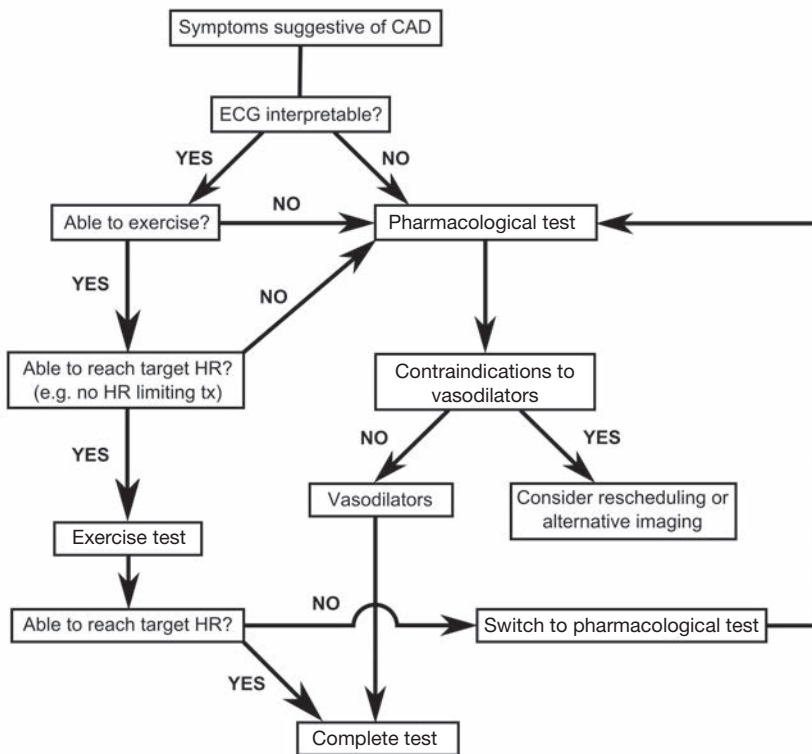 Symptoms suggestive of CAD
ECG interpretable?
YES
NO
Able to exercise?
NO
Pharmacological test
YES
NO
Able to reach target HR?
(e.g. no HR limiting tx)
Contraindications to
vasodilators
YES
NO
YES
Vasodilators
Consider rescheduling or
alternative imaging
Exercise test
Able to reach target HR?
NO
Switch to pharmacological test
YES
Complete test